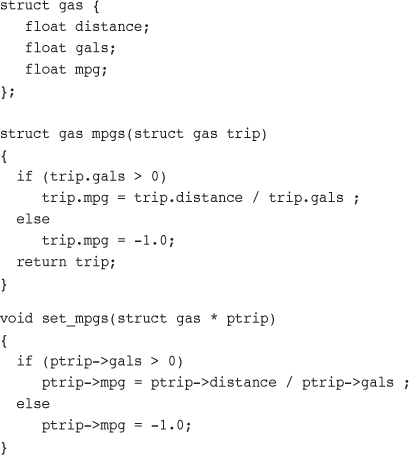 struct gas {
   float distance;
   float gals;
   float mpg;
};

struct gas mpgs(struct gas trip)
{
  if (trip.gals > 0)
     trip.mpg = trip.distance / trip.gals ;
  else
     trip.mpg = -1.0;
  return trip;
}

void set_mpgs(struct gas * ptrip)
{
  if (ptrip->gals > 0)
     ptrip->mpg = ptrip->distance / ptrip->gals ;
  else
     ptrip->mpg = -1.0;
}